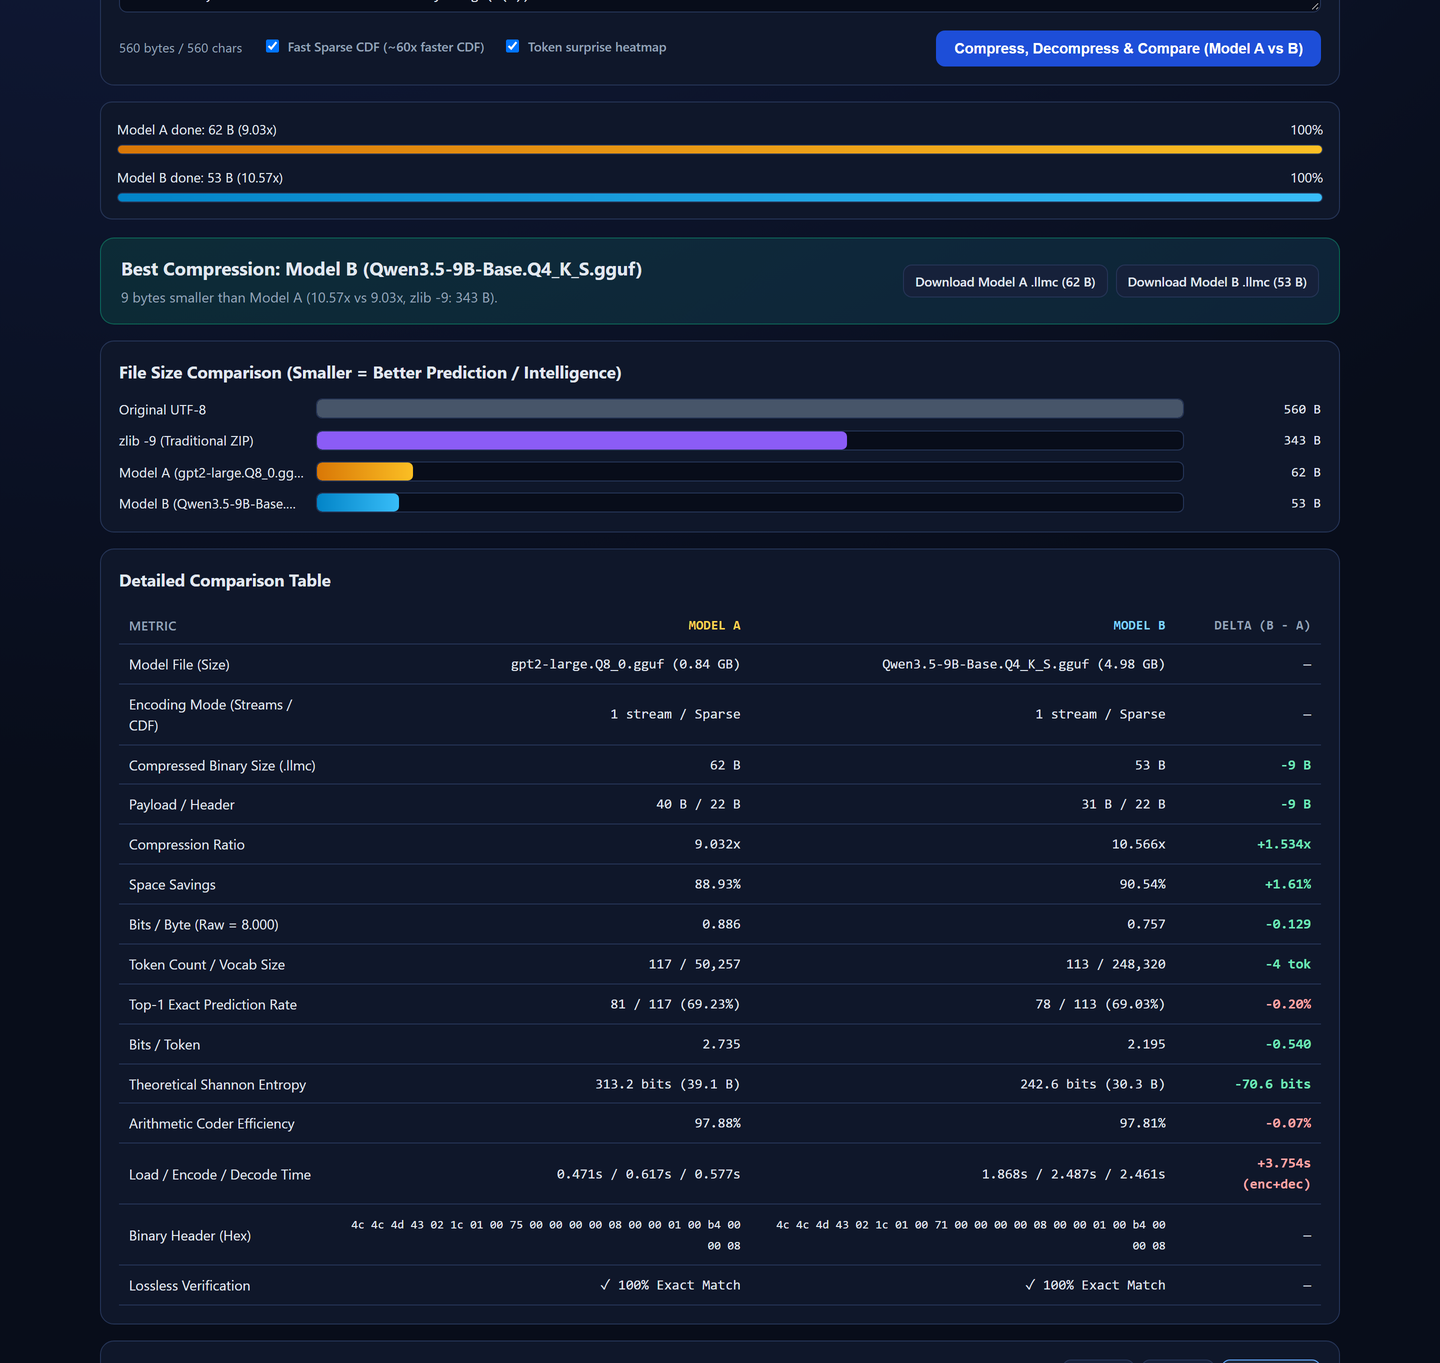 560 bytes / 560 chars
Fast Sparse CDF (~60x faster CDF)
Token surprise heatmap
Compress, Decompress & Compare (Model A vs B)
Model A done: 62 B (9.03x)
100%
Model B done: 53 B (10.57x)
100%
Best Compression: Model B (Qwen3.5-9B-Base.Q4_K_S.gguf)
9 bytes smaller than Model A (10.57x vs 9.03x, zlib -9: 343 B).
Download Model A .llmc (62 B)
Download Model B .llmc (53 B)
File Size Comparison (Smaller = Better Prediction / Intelligence)
Original UTF-8
560 B
zlib -9 (Traditional ZIP)
343 B
Model A (gpt2-large.Q8_0.gg...
62 B
Model B (Qwen3.5-9B-Base....
53 B
Detailed Comparison Table
METRIC MODEL A MODEL B DELTA (B - A)
Model File (Size) gpt2-large.Q8_0.gguf (0.84 GB) Qwen3.5-9B-Base.Q4_K_S.gguf (4.98 GB) —
Encoding Mode (Streams /
CDF) 1 stream / Sparse 1 stream / Sparse —
Compressed Binary Size (.llmc) 62 B 53 B -9 B
Payload / Header 40 B / 22 B 31 B / 22 B -9 B
Compression Ratio 9.032x 10.566x +1.534x
Space Savings 88.93% 90.54% +1.61%
Bits / Byte (Raw = 8.000) 0.886 0.757 -0.129
Token Count / Vocab Size 117 / 50,257 113 / 248,320 -4 tok
Top-1 Exact Prediction Rate 81 / 117 (69.23%) 78 / 113 (69.03%) -0.20%
Bits / Token 2.735 2.195 -0.540
Theoretical Shannon Entropy 313.2 bits (39.1 B) 242.6 bits (30.3 B) -70.6 bits
Arithmetic Coder Efficiency 97.88% 97.81% -0.07%
Load / Encode / Decode Time 0.471s / 0.617s / 0.577s 1.868s / 2.487s / 2.461s +3.754s
(enc+dec)
Binary Header (Hex) 4c 4c 4d 43 02 1c 01 00 75 00 00 00 00 08 00 00 01 00 b4 00
00 08
4c 4c 4d 43 02 1c 01 00 71 00 00 00 00 08 00 00 01 00 b4 00
00 08
—
Lossless Verification ✓ 100% Exact Match ✓ 100% Exact Match —